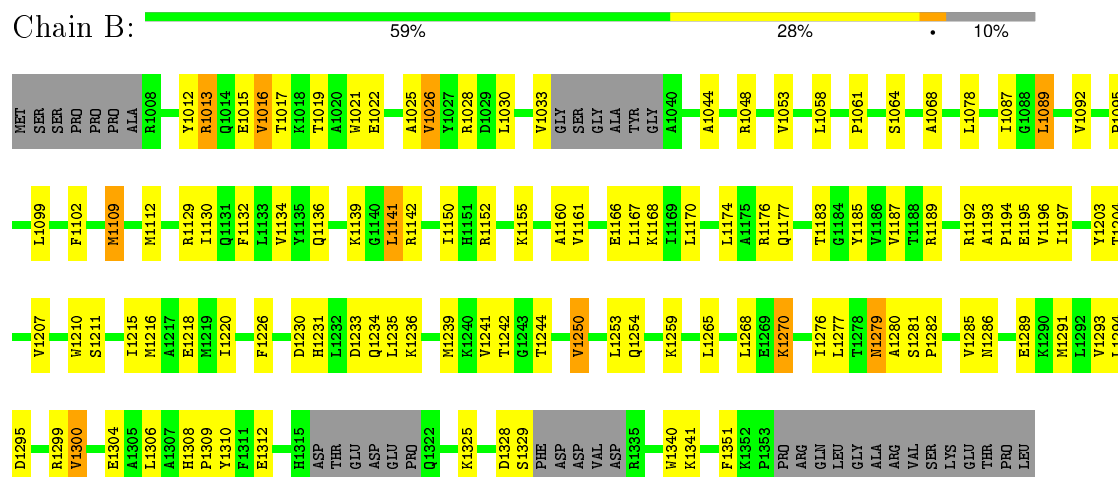 Chain B:
59% 28% • 10%
MET SER SER PRO PRO PRO ALA R1008 Y1012 R1013 Q1014 E1015 V1016 T1017 K1018 T1019 A1020 W1021 E1022 A1025 V1026 Y1027 R1028 D1029 L1030 V1033 GLY SER GLY ALA TYR GLY A1040 A1044 R1048 V1053 L1058 P1061 S1064 A1068 L1078 I1087 G1088 L1089 V1092
L1099 F1102 M1109 M1112 R1129 I1130 Q1131 F1132 L1133 V1134 Y1135 Q1136 K1139 G1140 L1141 R1142 I1150 H1151 R1152 K1155 A1160 V1161 E1166 L1167 K1168 I1169 L1170 L1174 A1175 R1176 Q1177 T1183 G1184 Y1185 V1186 V1187 T1188 R1189 R1192 A1193 P1194 E1195 V1196 I1197 Y1203
V1207 W1210 S1211 I1215 M1216 A1217 E1218 M1219 I1220 F1226 D1230 H1231 L1232 D1233 Q1234 L1235 K1236 M1239 K1240 V1241 T1242 G1243 T1244 V1250 L1253 Q1254 K1259 L1265 L1268 E1269 K1270 I1276 L1277 T1278 N1279 A1280 S1281 P1282 V1285 N1286 E1289 K1290 M1291 L1292 V1293
D1295 R1299 V1300 E1304 A1305 L1306 A1307 H1308 P1309 Y1310 F1311 E1312 H1315 ASP THR GLU ASP GLU PRO Q1322 K1325 D1328 S1329 PHE ASP ASP VAL ASP R1335 W1340 K1341 F1351 K1352 P1353 PRO ARG GLN LEU GLY ALA ARG VAL SER LYS GLU THR PRO LEU